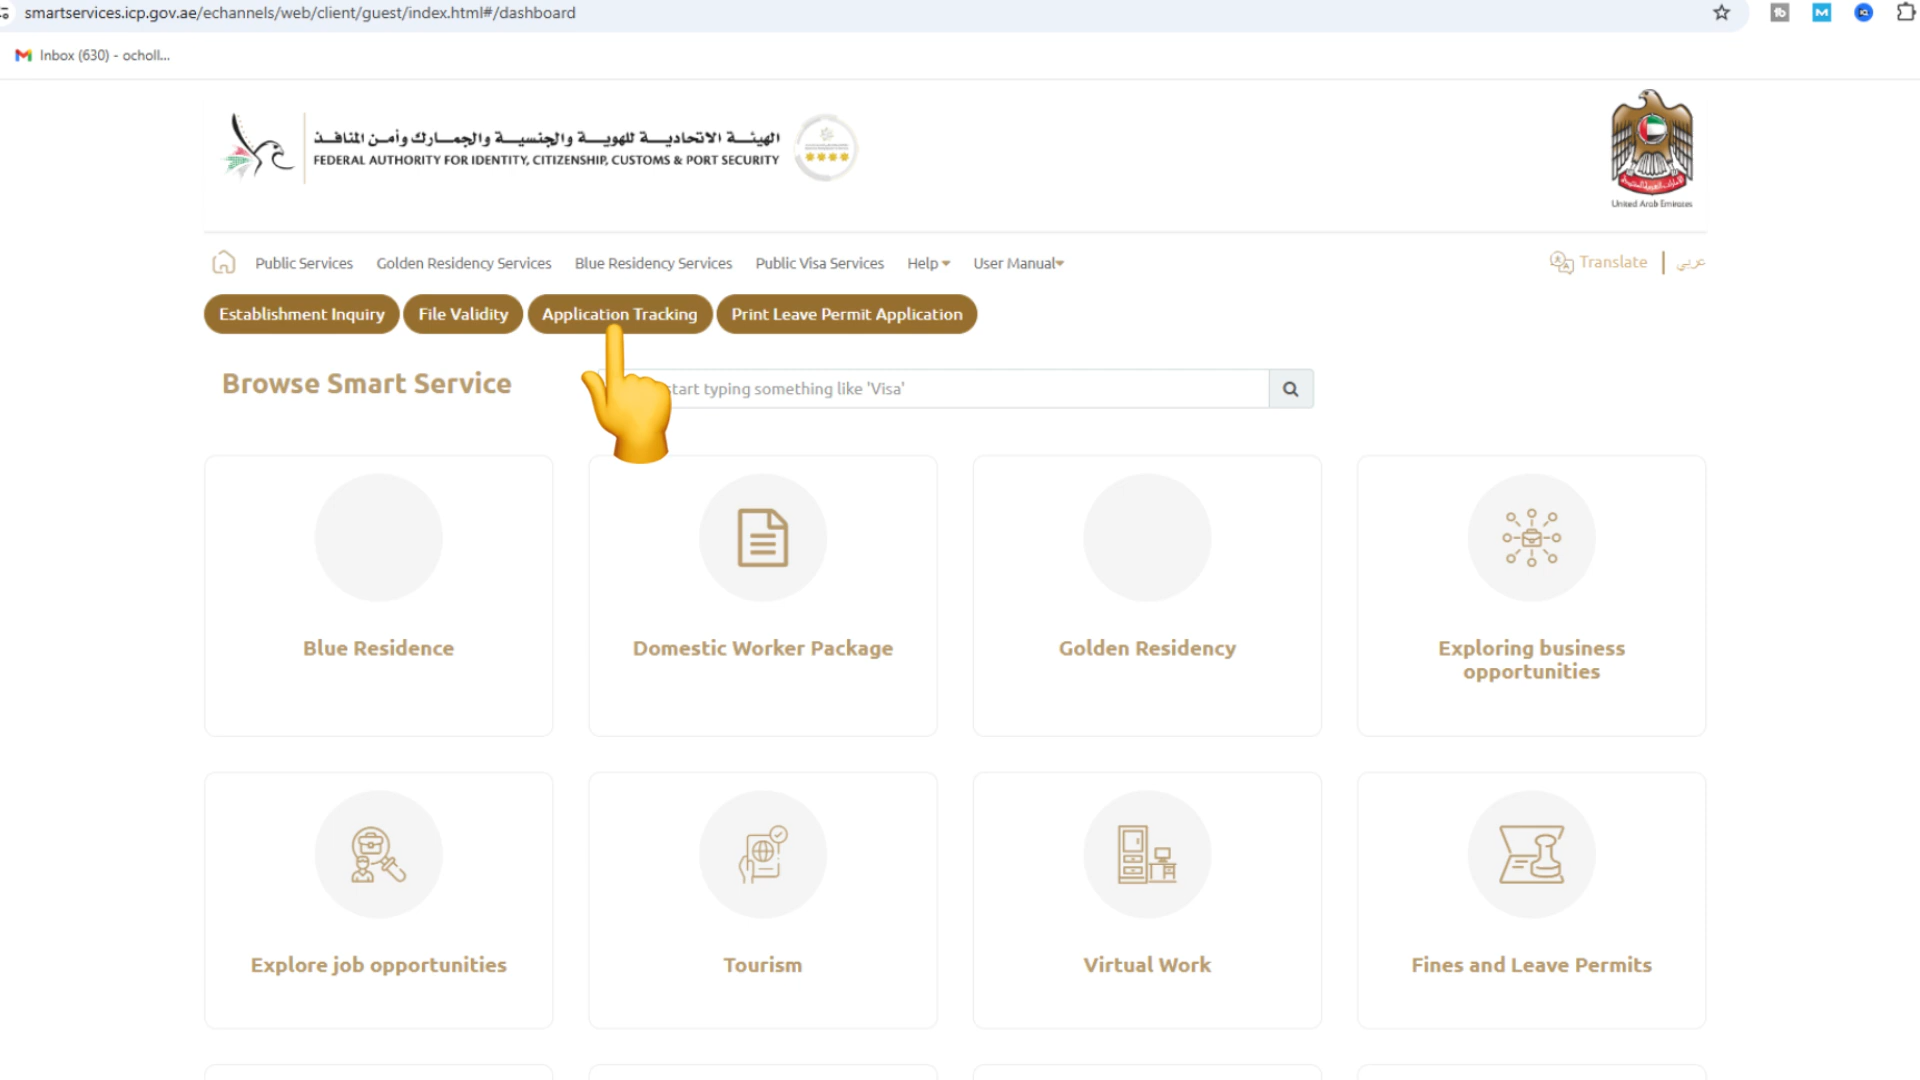 smartservices.icp.gov.ae/echannels/web/client/guest/index.html#/dashboard
Inbox (630) - ocholl...
الهيئة الاتحادية للهوية والجنسية والجمارك وأمن المنافذ
FEDERAL AUTHORITY FOR IDENTITY, CITIZENSHIP, CUSTOMS & PORT SECURITY
United Arab Emirates
Public Services
Golden Residency Services
Blue Residency Services
Public Visa Services
Help
User Manual
Translate
عربي
Establishment Inquiry
File Validity
Application Tracking
Print Leave Permit Application
Browse Smart Service
start typing something like 'Visa'
Blue Residence
Domestic Worker Package
Golden Residency
Exploring business
opportunities
Explore job opportunities
Tourism
Virtual Work
Fines and Leave Permits